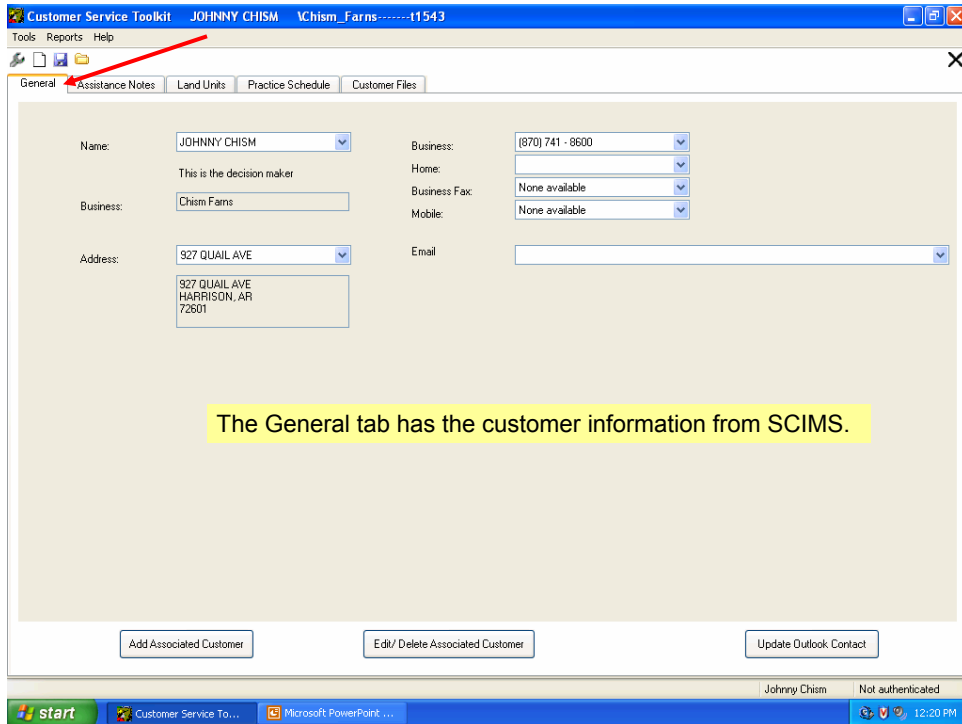 Customer Service Toolkit JOHNNY CHISM \Chism_Farns-------t1543
Tools Reports Help
General Assistance Notes Land Units Practice Schedule Customer Files
Name: JOHNNY CHISM Business: (870) 741 - 8600
This is the decision maker Home:
Business: Chism Farns Business Fax: None available
Mobile: None available
Address: 927 QUAIL AVE Email
927 QUAIL AVE
HARRISON, AR
72601
The General tab has the customer information from SCIMS.
Add Associated Customer Edit/ Delete Associated Customer Update Outlook Contact
Johnny Chism Not authenticated
start Customer Service To... Microsoft PowerPoint ... 12:20 PM